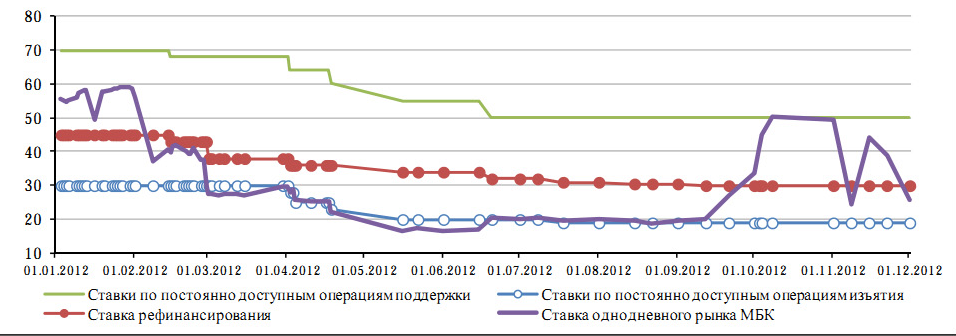 80
70
60
50
40
30
20
10
01.01.2012 01.02.2012 01.03.2012 01.04.2012 01.05.2012 01.06.2012 01.07.2012 01.08.2012 01.09.2012 01.10.2012 01.11.2012 01.12.2012
Ставки по постоянно доступным операциям поддержки Ставки по постоянно доступным операциям изъятия
Ставка рефинансирования Ставка однодневного рынка МБК